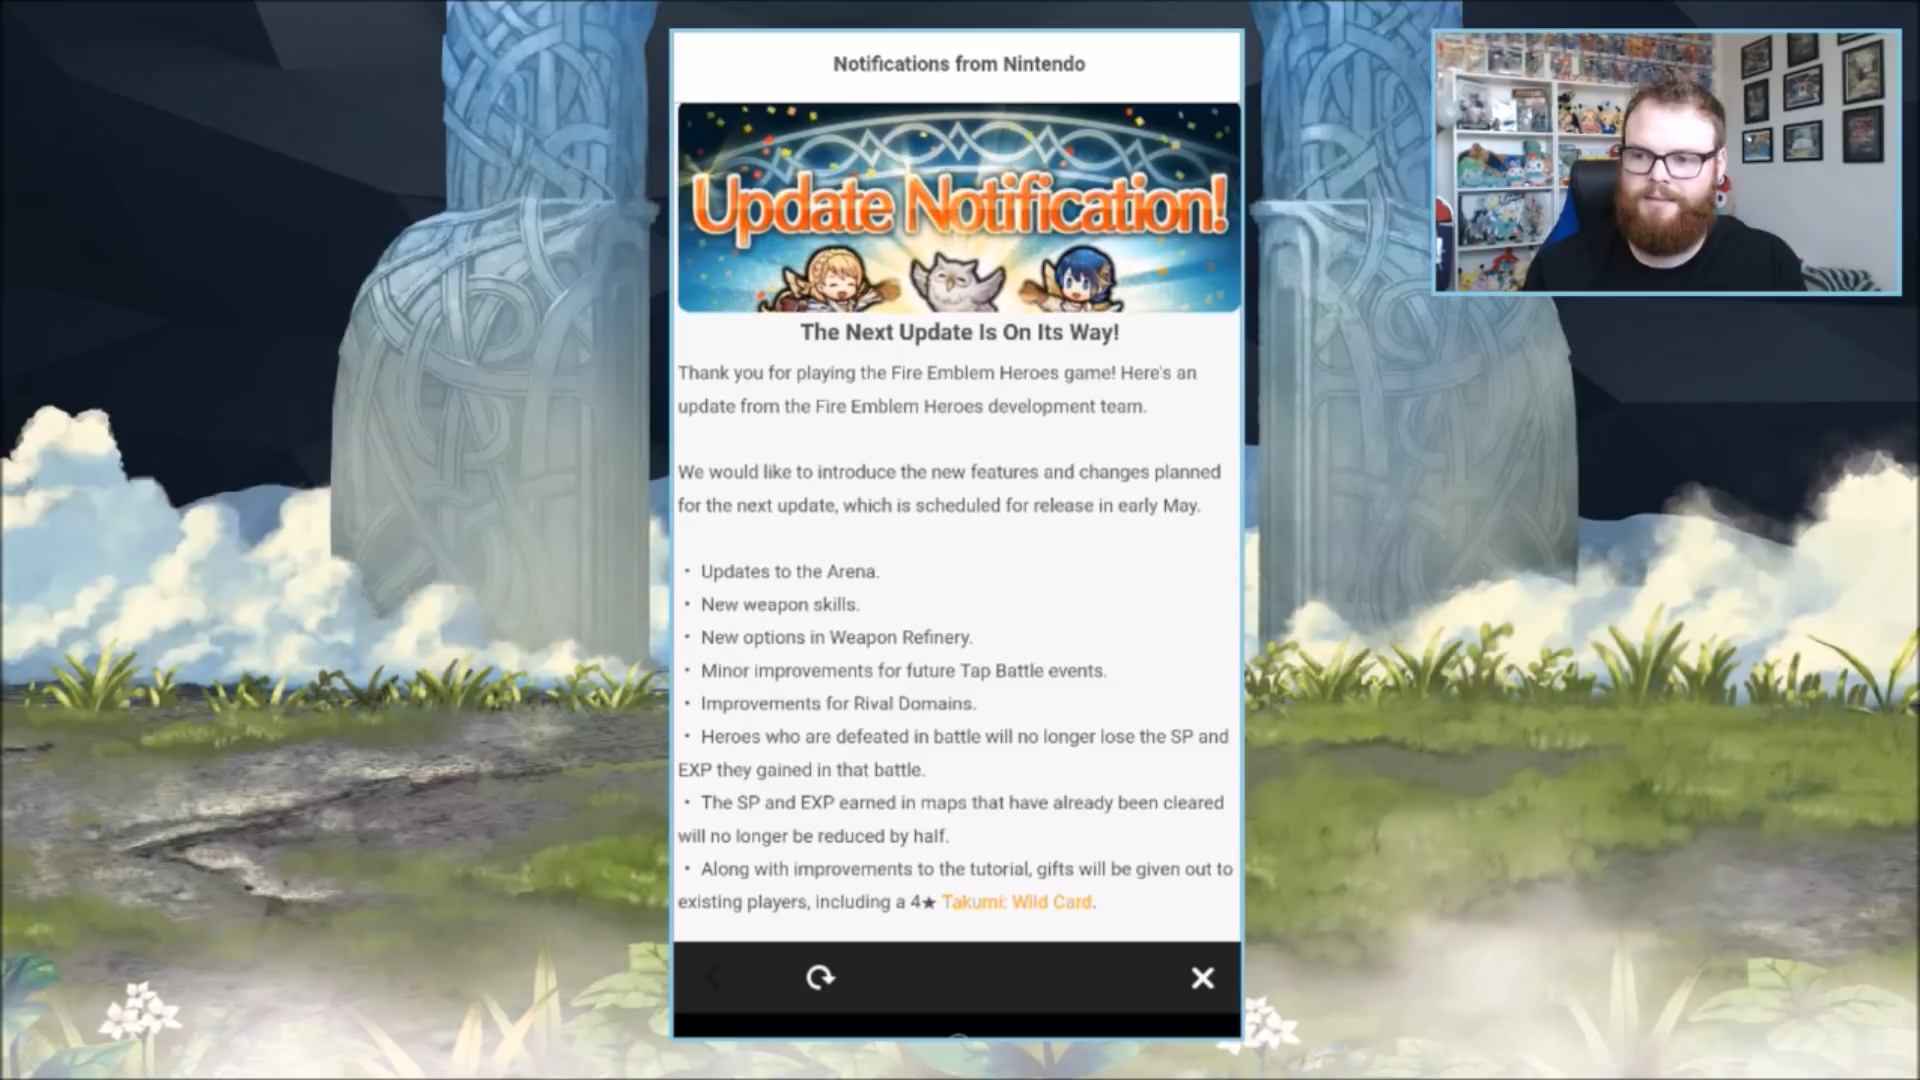 Notifications from Nintendo
Update Notification!
The Next Update Is On Its Way!
Thank you for playing the Fire Emblem Heroes game! Here's an
update from the Fire Emblem Heroes development team.
We would like to introduce the new features and changes planned
for the next update, which is scheduled for release in early May.
・ Updates to the Arena.
・ New weapon skills.
・ New options in Weapon Refinery.
・ Minor improvements for future Tap Battle events.
・ Improvements for Rival Domains.
・ Heroes who are defeated in battle will no longer lose the SP and
EXP they gained in that battle.
・ The SP and EXP earned in maps that have already been cleared
will no longer be reduced by half.
・ Along with improvements to the tutorial, gifts will be given out to
existing players, including a 4★ Takumi: Wild Card.